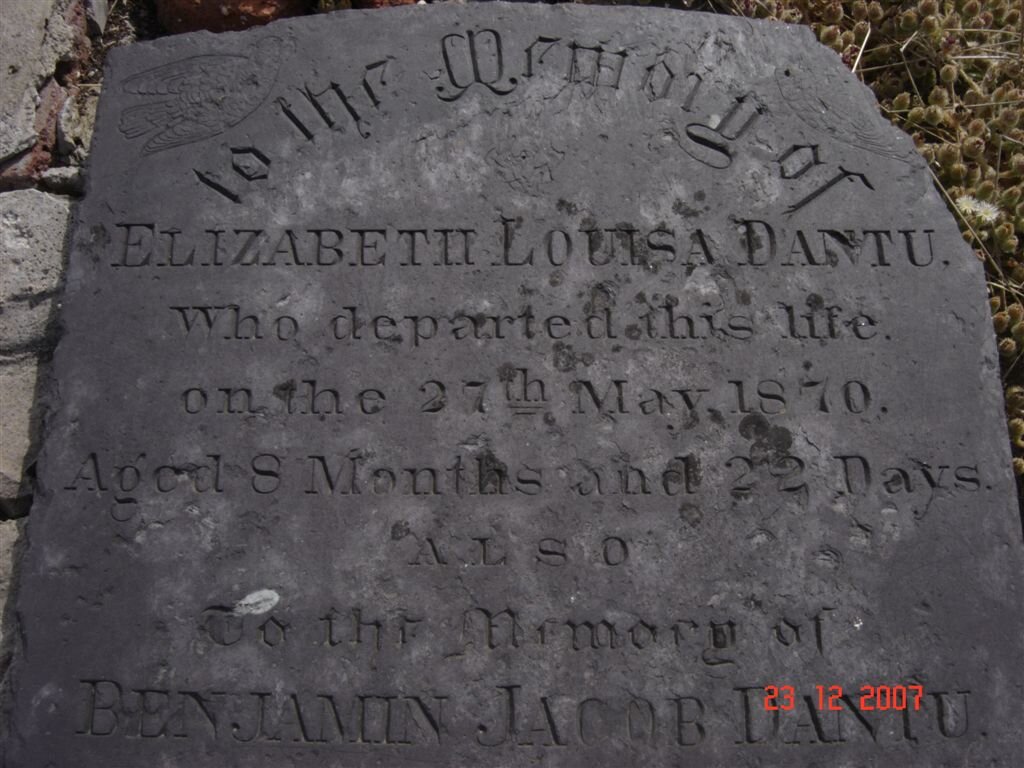 to the Memory of
ELIZABETH LOUISA DANTU.
Who departed this life.
on the 27th May, 1870.
Aged 8 Months and 22 Days.
ALSO
To the Memory of
BENJAMIN JACOB DANTU.
23 12 2007